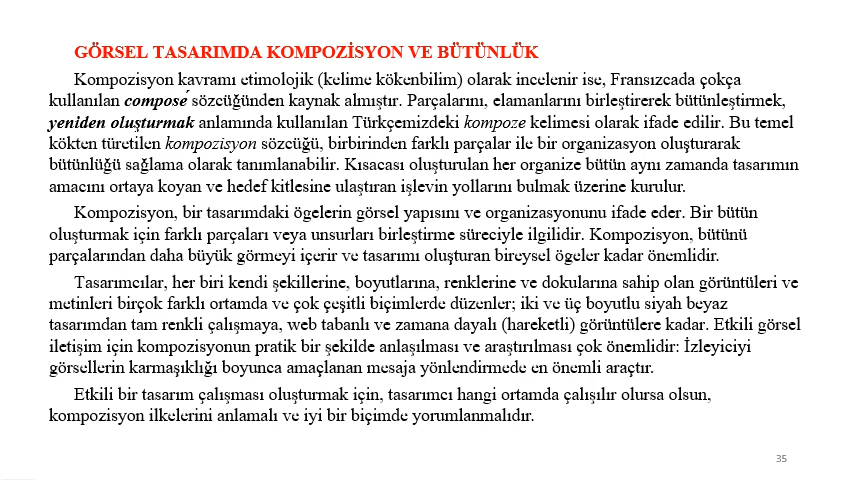 GÖRSEL TASARIMDA KOMPOZİSYON VE BÜTÜNLÜK
Kompozisyon kavramı etimolojik (kelime kökenbilim) olarak incelenir ise, Fransızcada çokça
kullanılan composé sözcüğünden kaynak almıştır. Parçalarını, elamanlarını birleştirerek bütünleştirmek,
yeniden oluşturmak anlamında kullanılan Türkçemizdeki kompoze kelimesi olarak ifade edilir. Bu temel
kökten türetilen kompozisyon sözcüğü, birbirinden farklı parçalar ile bir organizasyon oluşturarak
bütünlüğü sağlama olarak tanımlanabilir. Kısacası oluşturulan her organize bütün aynı zamanda tasarımın
amacını ortaya koyan ve hedef kitlesine ulaştıran işlevin yollarını bulmak üzerine kurulur.
Kompozisyon, bir tasarımdaki ögelerin görsel yapısını ve organizasyonunu ifade eder. Bir bütün
oluşturmak için farklı parçaları veya unsurları birleştirme süreciyle ilgilidir. Kompozisyon, bütünü
parçalarından daha büyük görmeyi içerir ve tasarımı oluşturan bireysel ögeler kadar önemlidir.
Tasarımcılar, her biri kendi şekillerine, boyutlarına, renklerine ve dokularına sahip olan görüntüleri ve
metinleri birçok farklı ortamda ve çok çeşitli biçimlerde düzenler; iki ve üç boyutlu siyah beyaz
tasarımdan tam renkli çalışmaya, web tabanlı ve zamana dayalı (hareketli) görüntülere kadar. Etkili görsel
iletişim için kompozisyonun pratik bir şekilde anlaşılması ve araştırılması çok önemlidir: İzleyiciyi
görsellerin karmaşıklığı boyunca amaçlanan mesaja yönlendirmede en önemli araçtır.
Etkili bir tasarım çalışması oluşturmak için, tasarımcı hangi ortamda çalışılır olursa olsun,
kompozisyon ilkelerini anlamalı ve iyi bir biçimde yorumlanmalıdır.
35